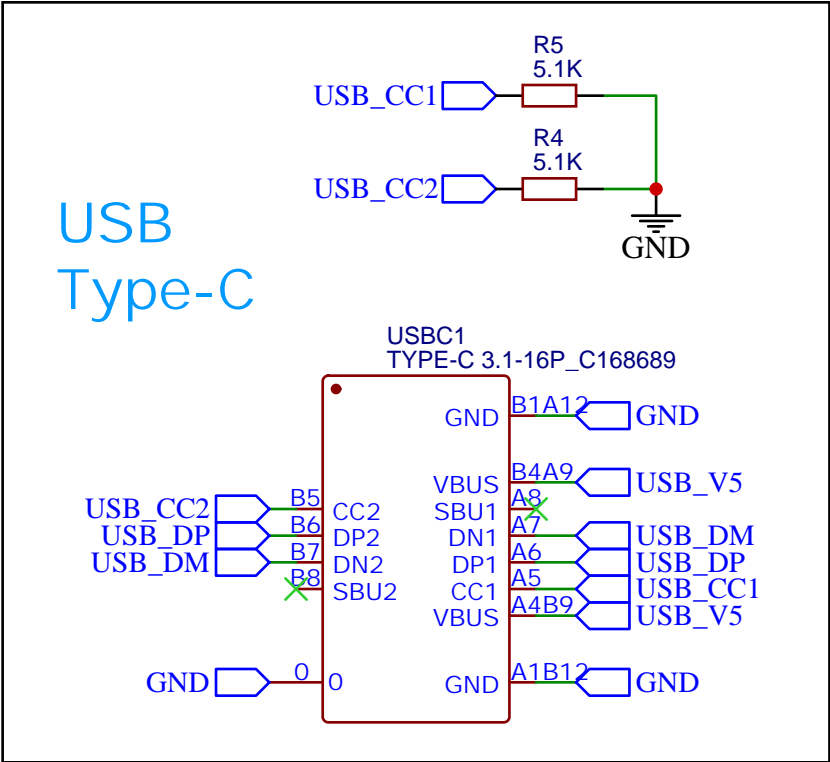 R5
5.1K
USB_CC1
R4
5.1K
USB_CC2
GND
USB
Type-C
USBC1
TYPE-C 3.1-16P_C168689
GND B1A12 GND
VBUS B4A9 USB_V5
SBU1 A8
USB_CC2 B5 CC2
DN1 A7 USB_DM
USB_DP B6 DP2
DP1 A6 USB_DP
USB_DM B7 DN2
CC1 A5 USB_CC1
B8 SBU2
VBUS A4B9 USB_V5
GND 0 0
GND A1B12 GND